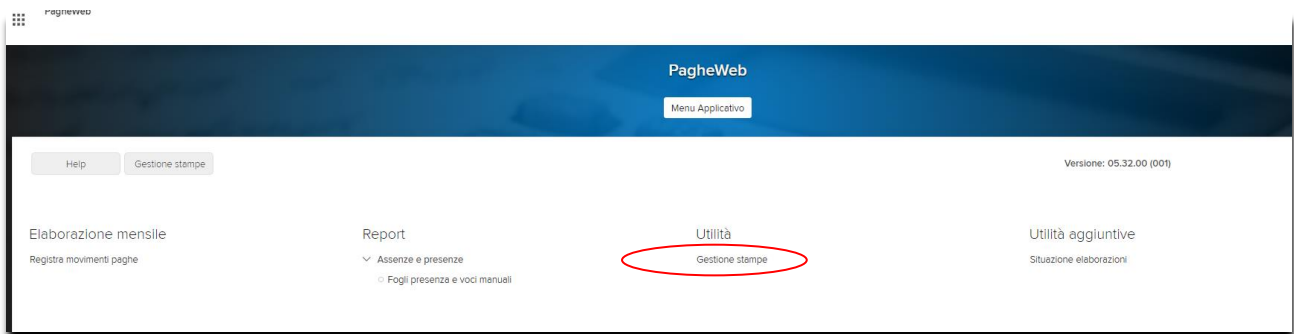 PagheWeb
PagheWeb
Menu Applicativo
Help
Gestione stampe
Versione: 05.32.00 (001)
Elaborazione mensile
Registra movimenti paghe
Report
Assenze e presenze
Fogli presenza e voci manuali
Utilità
Gestione stampe
Utilità aggiuntive
Situazione elaborazioni